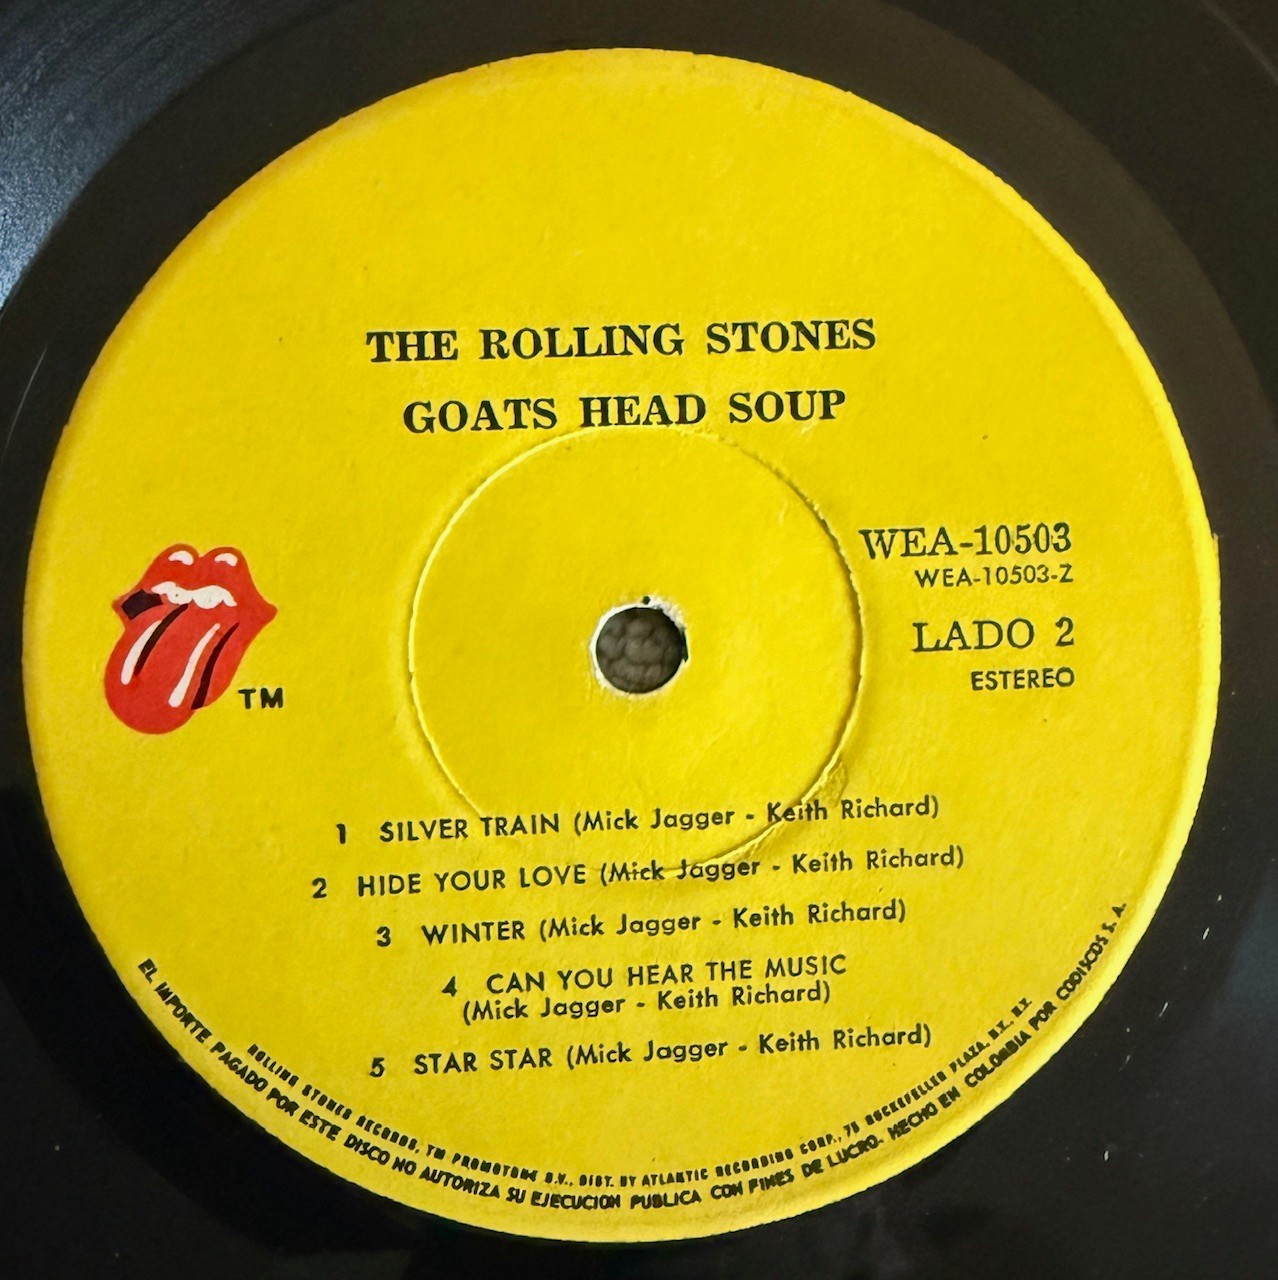 THE ROLLING STONES
GOATS HEAD SOUP
WEA-10503
WEA-10503-Z
LADO 2
ESTEREO
TM
1 SILVER TRAIN (Mick Jagger - Keith Richard)
2 HIDE YOUR LOVE (Mick Jagger - Keith Richard)
3 WINTER (Mick Jagger - Keith Richard)
4 CAN YOU HEAR THE MUSIC
(Mick Jagger - Keith Richard)
5 STAR STAR (Mick Jagger - Keith Richard)
ROLLING STONES RECORDS, TM PROMOTONE B.V., DIST. BY ATLANTIC RECORDING CORP., 75 ROCKEFELLER PLAZA, N.Y., N.Y.
EL IMPORTE PAGADO POR ESTE DISCO NO AUTORIZA SU EJECUCION PUBLICA CON FINES DE LUCRO- HECHO EN COLOMBIA POR CODISCOS S. A.